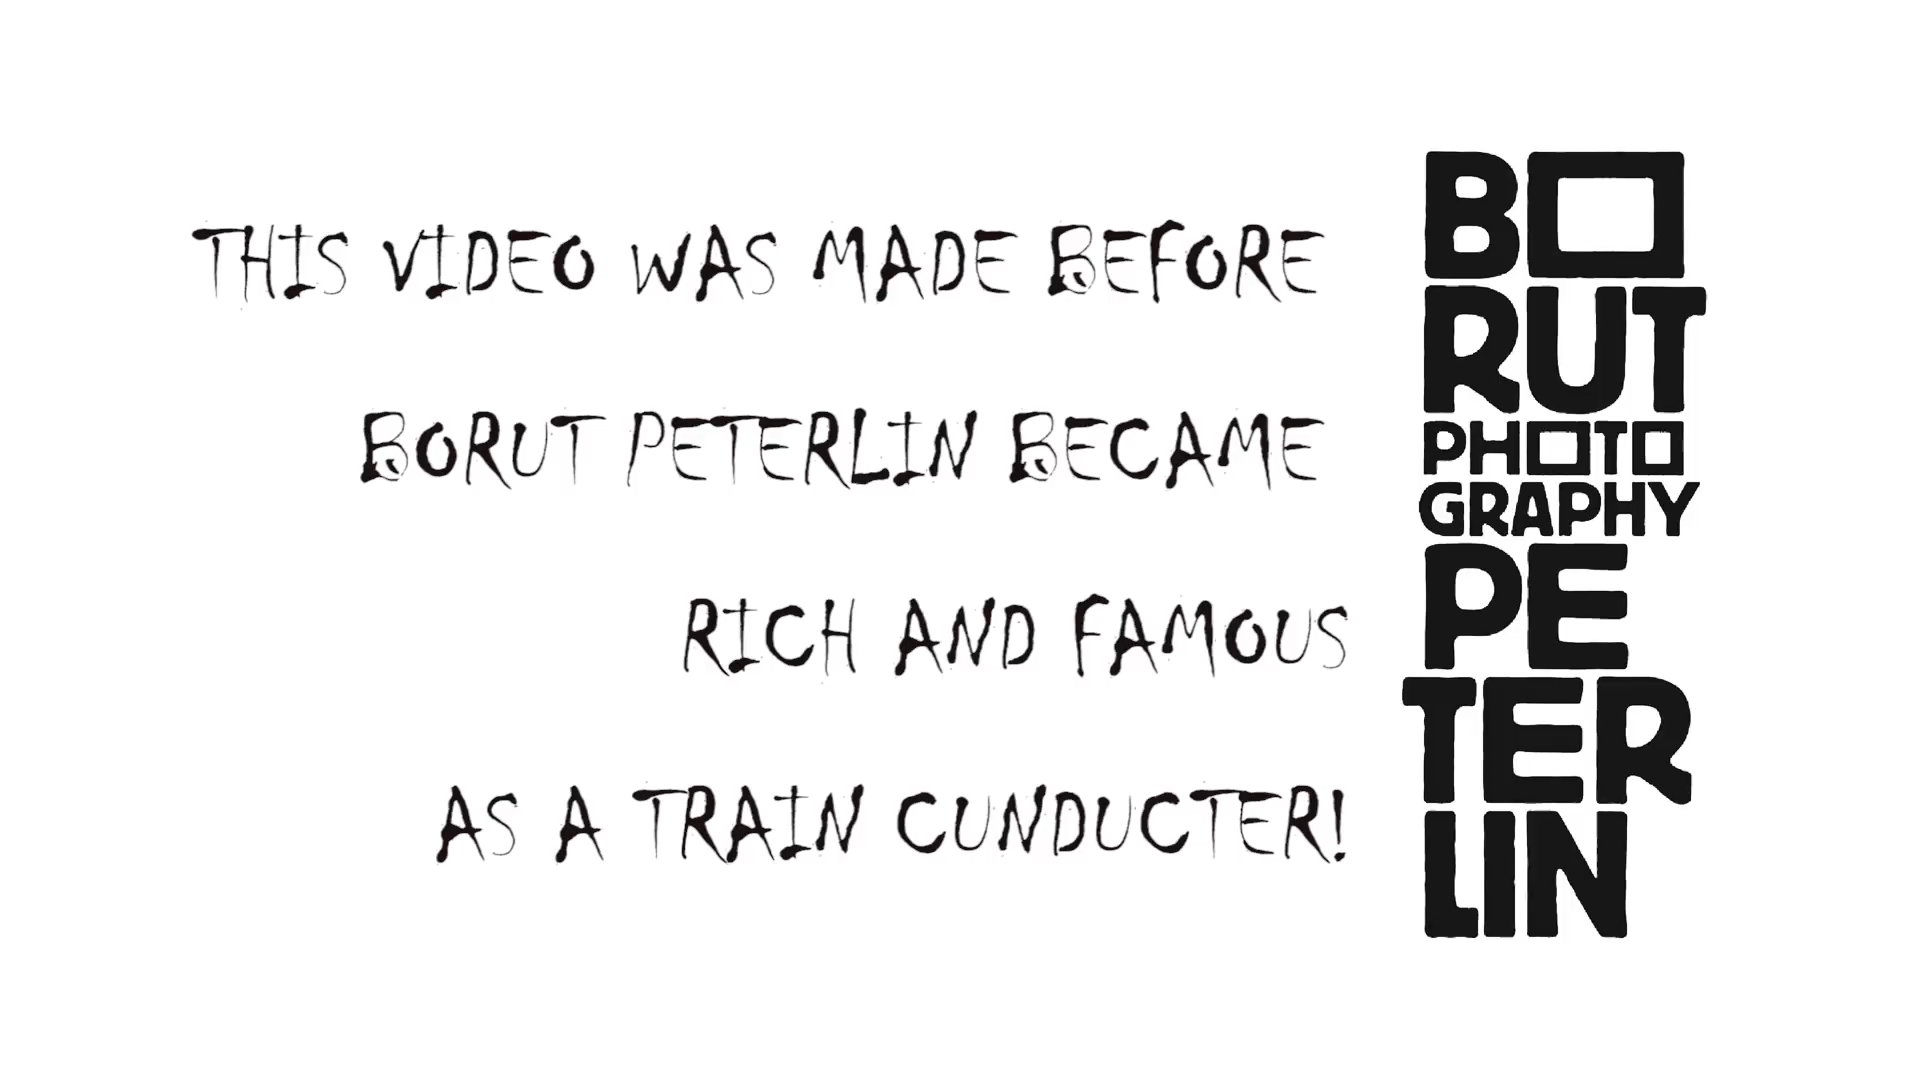 THIS VIDEO WAS MADE BEFORE
BORUT PETERLIN BECAME
RICH AND FAMOUS
AS A TRAIN CUNDUCTER!
BO
RUT
PHOTO
GRAPHY
PE
TER
LIN